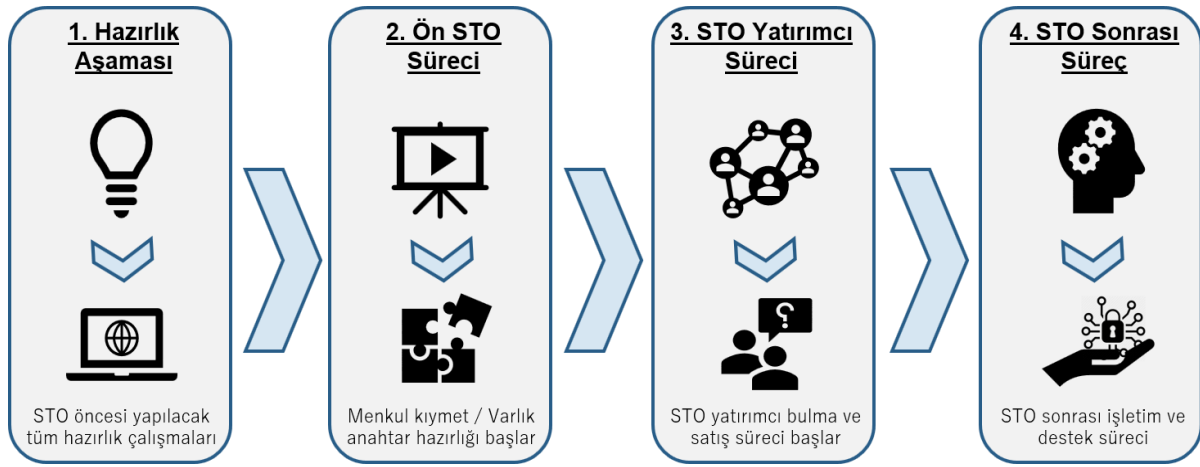 1. Hazırlık
Aşaması
STO öncesi yapılacak
tüm hazırlık çalışmaları
2. Ön STO
Süreci
Menkul kıymet / Varlık
anahtar hazırlığı başlar
3. STO Yatırımcı
Süreci
?
STO yatırımcı bulma ve
satış süreci başlar
4. STO Sonrası
Süreç
STO sonrası işletim ve
destek süreci